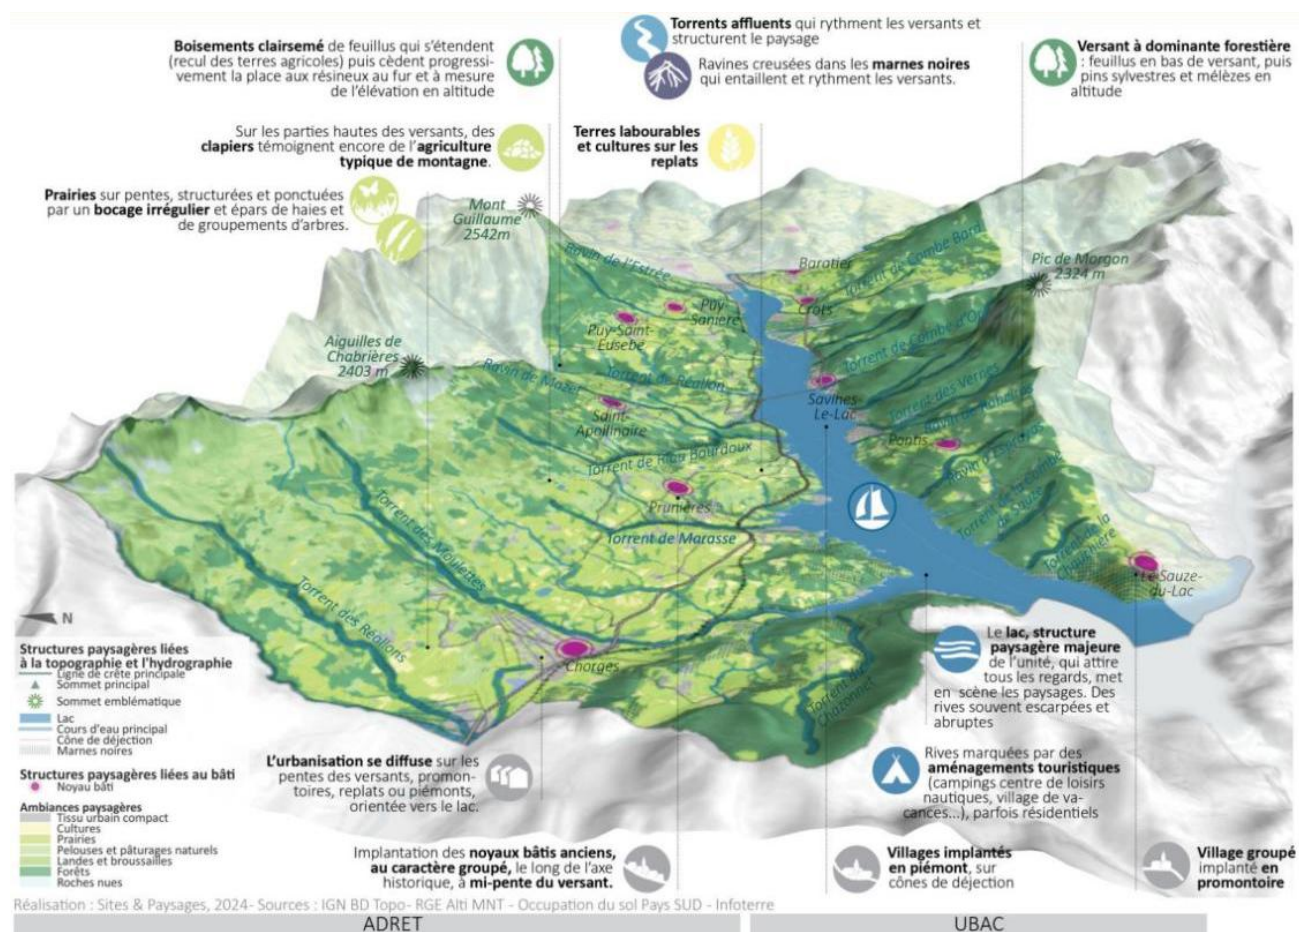 Boisements clairsemé de feuillus qui s'étendent
(recul des terres agricoles) puis cèdent progressi-
vement la place aux résineux au fur et à mesure
de l'élévation en altitude
Torrents affluents qui rythment les versants et
structurent le paysage
Ravines creusées dans les marnes noires
qui entaillent et rythment les versants.
Versant à dominante forestière
: feuillus en bas de versant, puis
pins sylvestres et mélèzes en
altitude
Sur les parties hautes des versants, des
clapiers témoignent encore de l'agriculture
typique de montagne.
Terres labourables
et cultures sur les
replats
Prairies sur pentes, structurées et ponctuées
par un bocage irrégulier et épars de haies et
de groupements d'arbres.
Mont
Guillaume
2542m
Ravin de l'Estrée
Baratier
Torrent de Combe Bard
Pic de Morgon
2324 m
Crots
Puy-
Sanière
Puy-Saint-
Eusèbe
Torrent de Combe d'Or
Aiguilles de
Chabrières
2403 m
Ravin de Mazet
Torrent de Réallon
Savines-
Le-Lac
Torrent des Vernes
Saint-
Apollinaire
Pontis
Torrent de Riou Bourdoux
Prunières
Torrent de Marasse
Torrent des Moulettes
Torrent de la Combe
de Sauze
Torrent de la
Le Sauze-
du-Lac
Torrent des Réallons
Chorges
Torrent du
Chazonnet
N
Structures paysagères liées
à la topographie et l'hydrographie
Ligne de crête principale
Sommet principal
Sommet emblématique
Lac
Cours d'eau principal
Cône de déjection
Marnes noires
Structures paysagères liées au bâti
Noyau bâti
Ambiances paysagères
Tissu urbain compact
Cultures
Prairies
Pelouses et pâturages naturels
Landes et broussailles
Forêts
Roches nues
Le lac, structure
paysagère majeure
de l'unité, qui attire
tous les regards, met
en scène les paysages. Des
rives souvent escarpées et
abruptes
L'urbanisation se diffuse sur les
pentes des versants, promon-
toires, replats ou piémonts,
orientée vers le lac.
Rives marquées par des
aménagements touristiques
(campings centre de loisirs
nautiques, village de va-
cances...), parfois résidentiels
Implantation des noyaux bâtis anciens,
au caractère groupé, le long de l'axe
historique, à mi-pente du versant.
Villages implantés
en piémont, sur
cônes de déjection
Village groupé
implanté en
promontoire
Réalisation : Sites & Paysages, 2024- Sources : IGN BD Topo- RGE Alti MNT - Occupation du sol Pays SUD - Infoterre
ADRET
UBAC